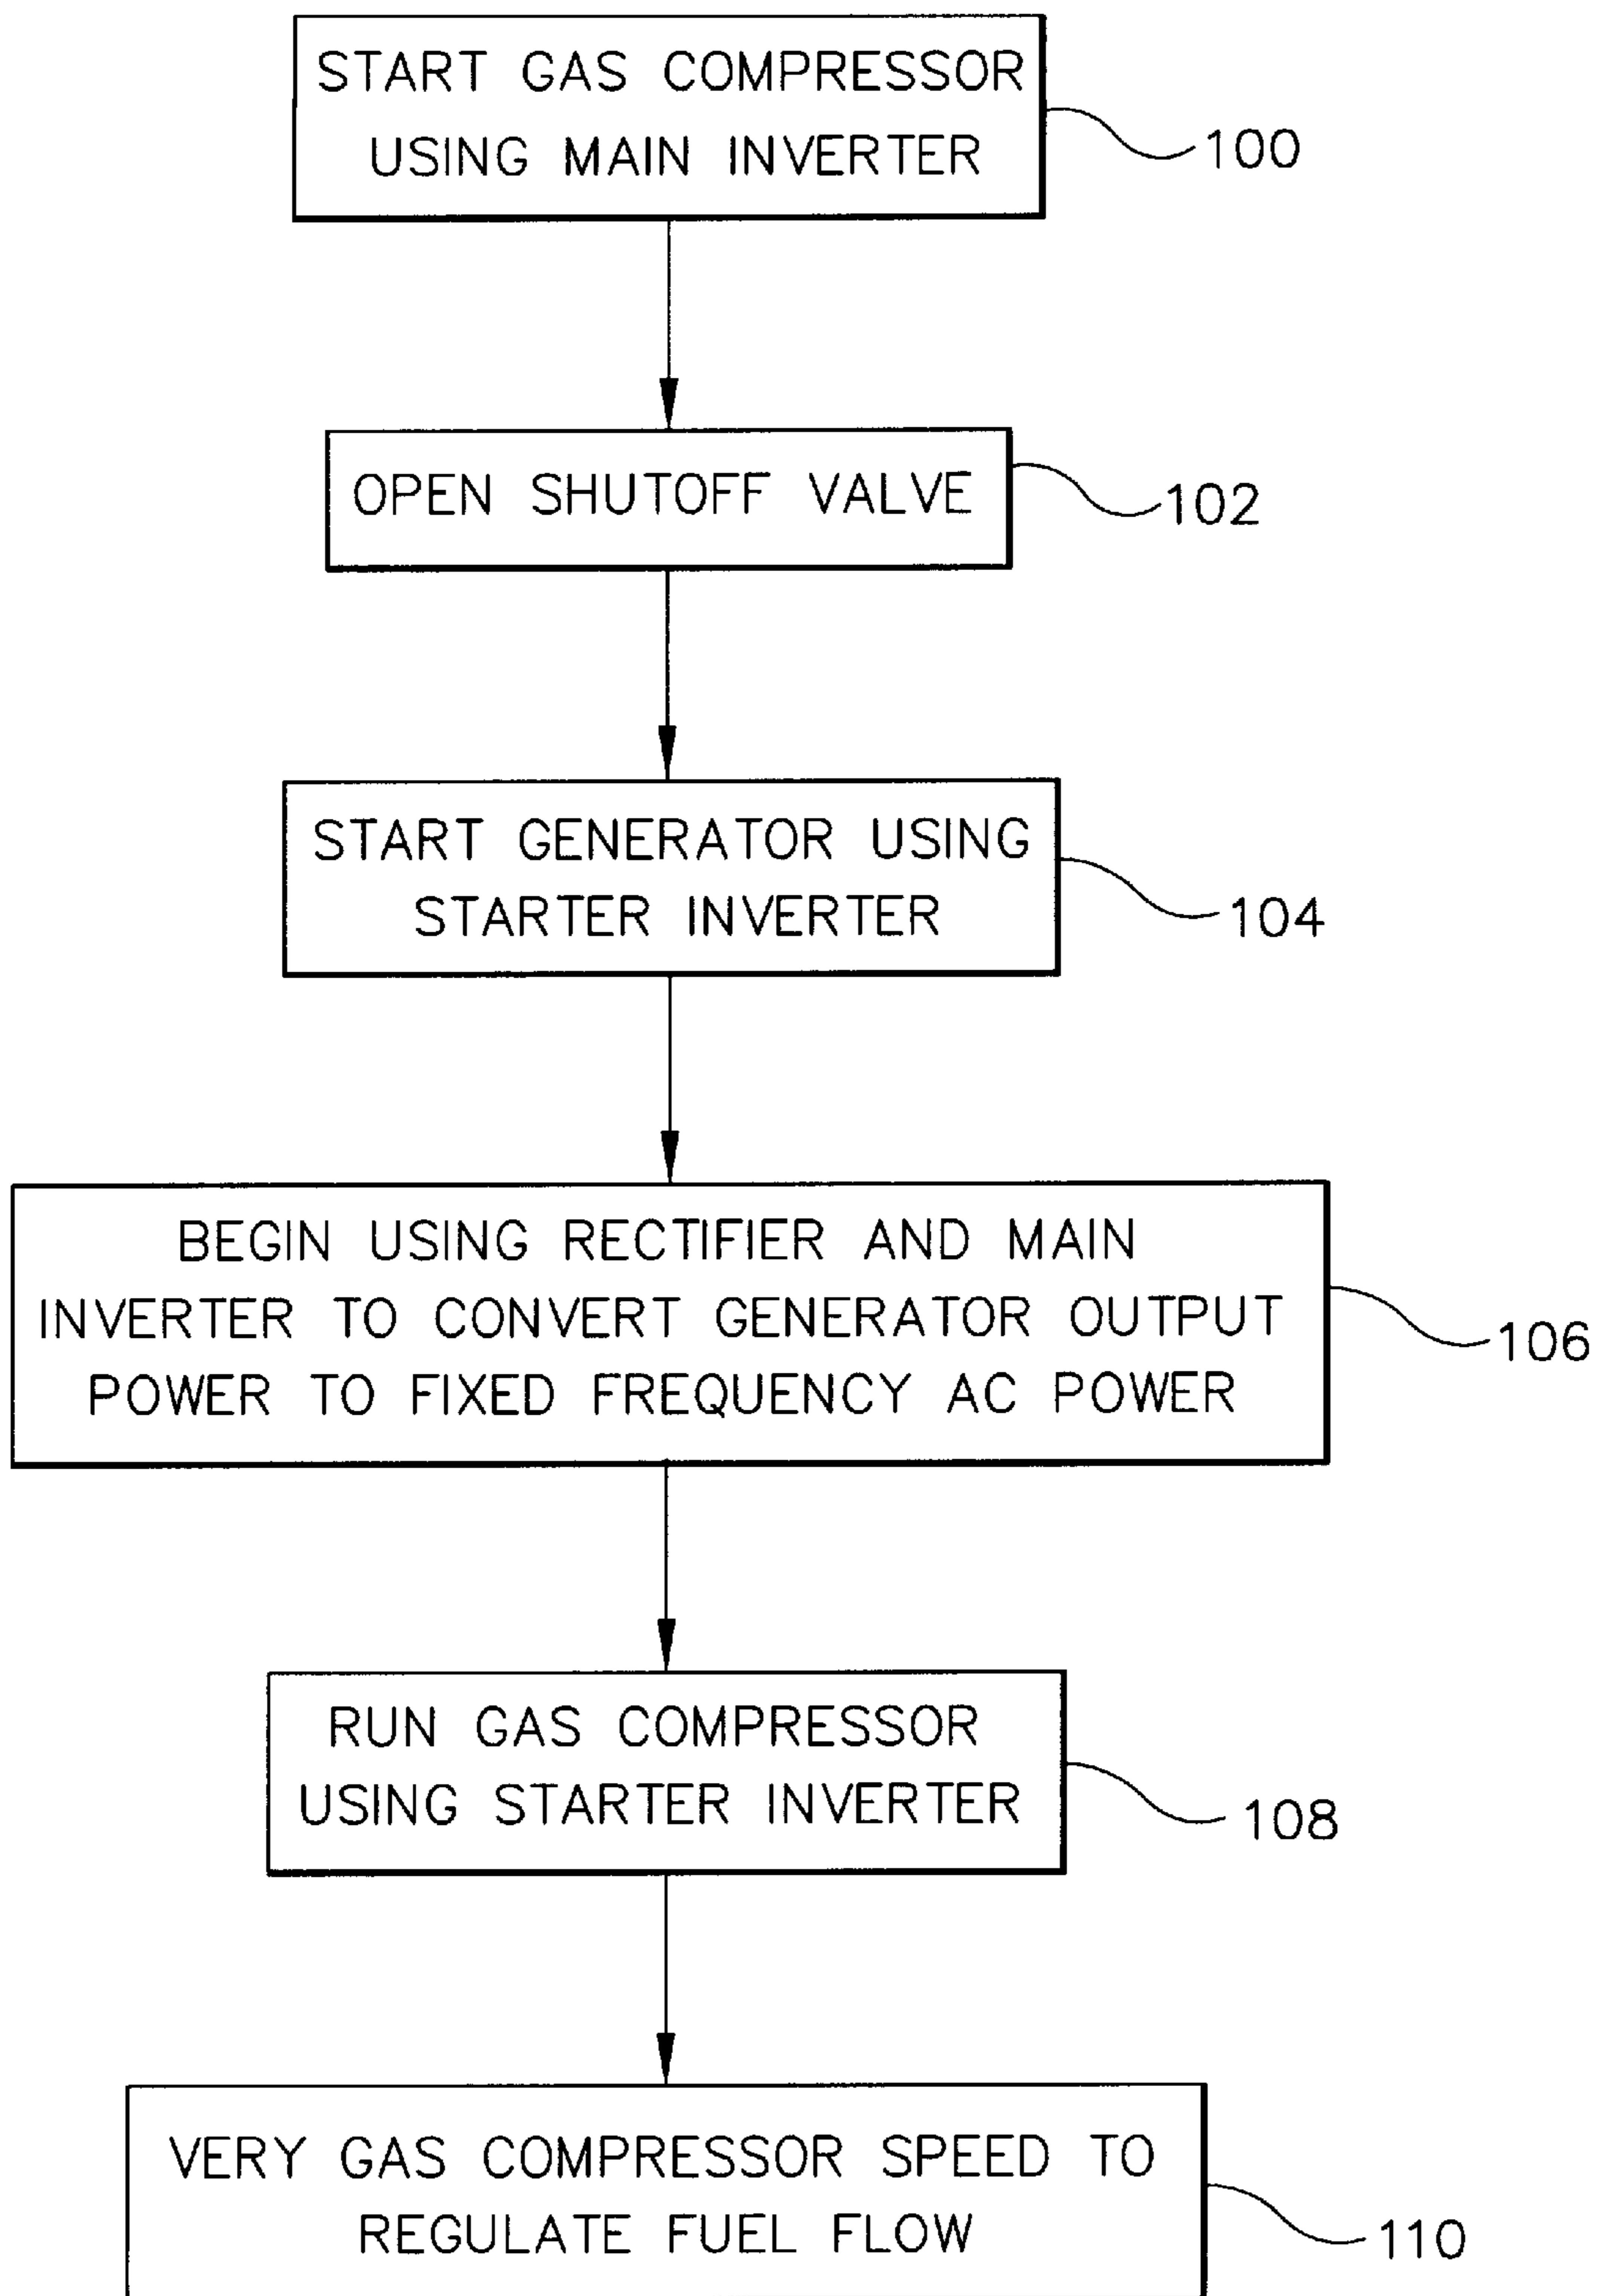 START GAS COMPRESSOR
USING MAIN INVERTER
100
OPEN SHUTOFF VALVE
102
START GENERATOR USING
STARTER INVERTER
104
BEGIN USING RECTIFIER AND MAIN
INVERTER TO CONVERT GENERATOR OUTPUT
POWER TO FIXED FREQUENCY AC POWER
106
RUN GAS COMPRESSOR
USING STARTER INVERTER
108
VERY GAS COMPRESSOR SPEED TO
REGULATE FUEL FLOW
110